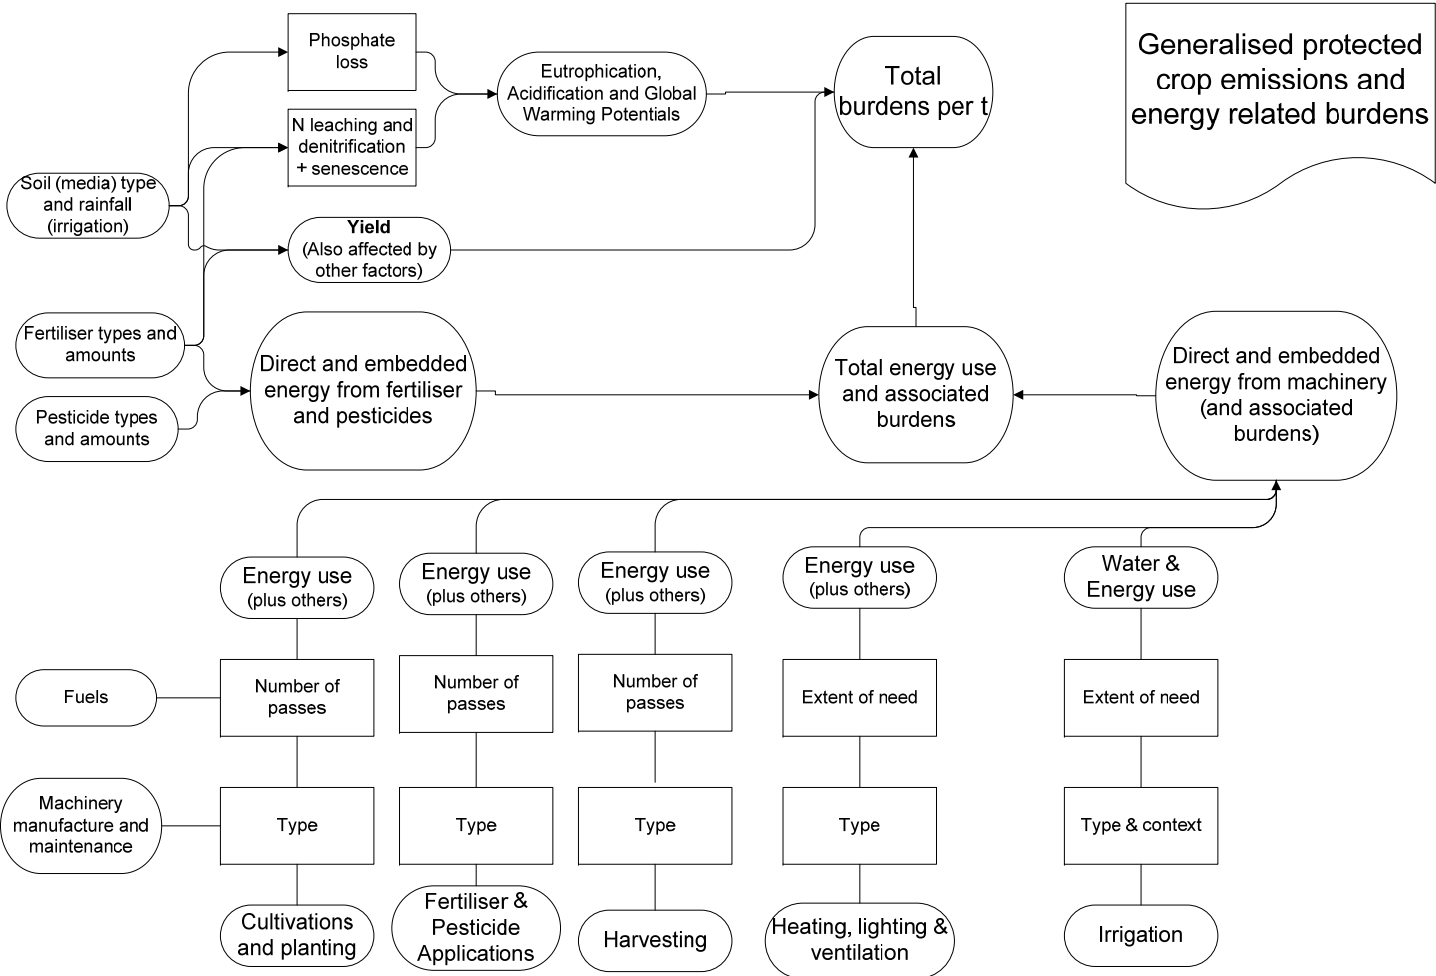 Phosphate
loss
Eutrophication,
Acidification and Global
Warming Potentials
Total
burdens per t
Generalised protected
crop emissions and
energy related burdens
N leaching and
denitrification
+ senescence
Soil (media) type
and rainfall
(irrigation)
Yield
(Also affected by
other factors)
Fertiliser types and
amounts
Pesticide types
and amounts
Direct and embedded
energy from fertiliser
and pesticides
Total energy use
and associated
burdens
Direct and embedded
energy from machinery
(and associated
burdens)
Energy use
(plus others)
Energy use
(plus others)
Energy use
(plus others)
Energy use
(plus others)
Water &
Energy use
Fuels
Number of
passes
Number of
passes
Number of
passes
Extent of need
Extent of need
Machinery
manufacture and
maintenance
Type
Type
Type
Type
Type & context
Cultivations
and planting
Fertiliser &
Pesticide
Applications
Harvesting
Heating, lighting &
ventilation
Irrigation